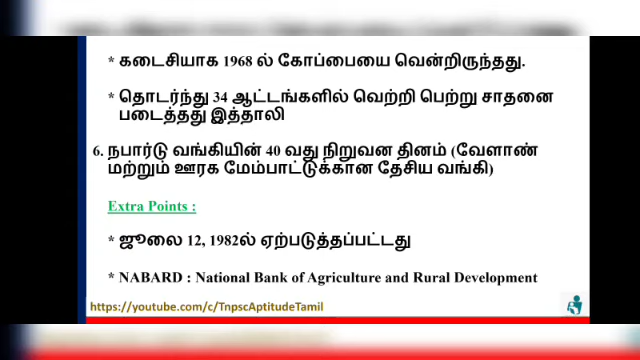 * கடைசியாக 1968 ல் கோப்பையை வென்றிருந்தது.
* தொடர்ந்து 34 ஆட்டங்களில் வெற்றி பெற்று சாதனை
படைத்தது இத்தாலி
6. நபார்டு வங்கியின் 40 வது நிறுவன தினம் (வேளாண்
மற்றும் ஊரக மேம்பாட்டுக்கான தேசிய வங்கி)
Extra Points :
* ஜூலை 12, 1982ல் ஏற்படுத்தப்பட்டது
* NABARD : National Bank of Agriculture and Rural Development
https://youtube.com/c/TnpscAptitudeTamil